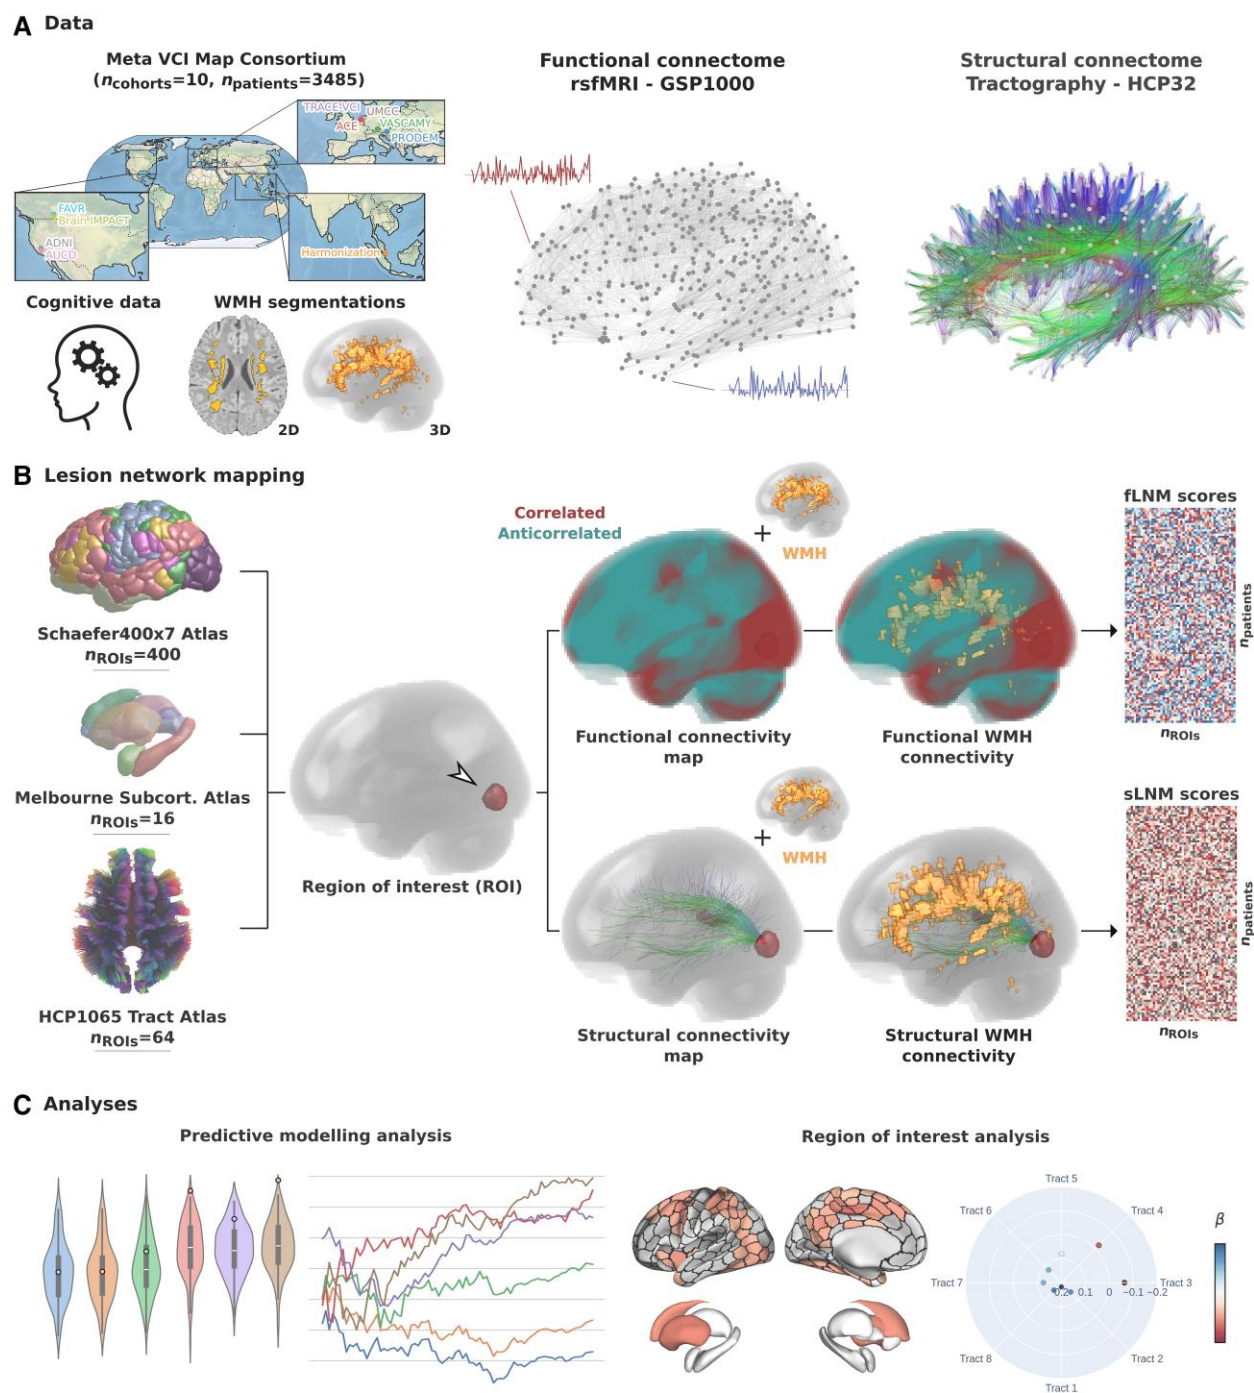 A Data
Meta VCI Map Consortium
(ncohorts=10, npatients=3485)
TRACE-VCI
UMCC
ACE
VASCAMY
PRODEM
FAVR
Brain-IMPACT
ADNI
AUCD
Harmonization
Cognitive data
WMH segmentations
2D
3D
Functional connectome
rsfMRI - GSP1000
Structural connectome
Tractography - HCP32
B Lesion network mapping
Schaefer400x7 Atlas
nROIs=400
Melbourne Subcort. Atlas
nROIs=16
HCP1065 Tract Atlas
nROIs=64
Region of interest (ROI)
Correlated
Anticorrelated
+
WMH
Functional connectivity
map
Functional WMH
connectivity
fLNM scores
npatients
nROIs
+
WMH
Structural connectivity
map
Structural WMH
connectivity
sLNM scores
npatients
nROIs
C Analyses
Predictive modelling analysis
Region of interest analysis
Tract 5
Tract 6
Tract 4
Tract 7
0.2 0.1 0 −0.1 −0.2
Tract 3
Tract 8
Tract 2
Tract 1
β